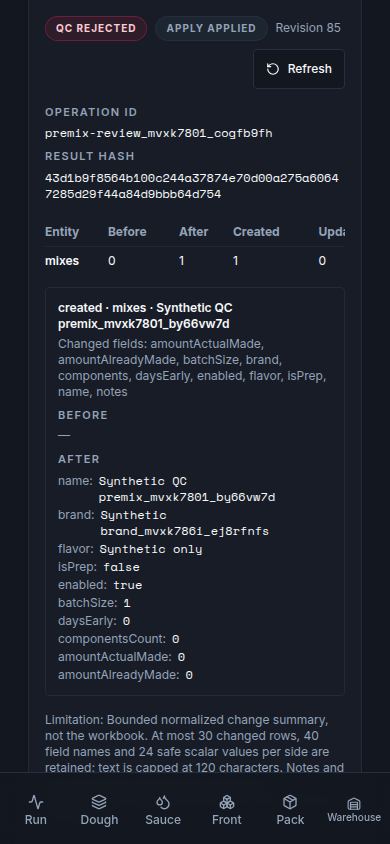 QC REJECTED APPLY APPLIED Revision 85
Refresh
OPERATION ID
premix-review_mvxk7801_cogfb9fh
RESULT HASH
43d1b9f8564b100c244a37874e70d00a275a6064
7285d29f44a84d9bbb64d754
Entity Before After Created Upda
mixes 0 1 1 0
created · mixes · Synthetic QC
premix_mvxk7801_by66vw7d
Changed fields: amountActualMade,
amountAlreadyMade, batchSize, brand,
components, daysEarly, enabled, flavor, isPrep,
name, notes
BEFORE
—
AFTER
name: Synthetic QC
premix_mvxk7801_by66vw7d
brand: Synthetic
brand_mvxk786i_ej8rfnfs
flavor: Synthetic only
isPrep: false
enabled: true
batchSize: 1
daysEarly: 0
componentsCount: 0
amountActualMade: 0
amountAlreadyMade: 0
Limitation: Bounded normalized change summary,
not the workbook. At most 30 changed rows, 40
field names and 24 safe scalar values per side are
retained; text is capped at 120 characters. Notes and
Run Dough Sauce Front Pack Warehouse